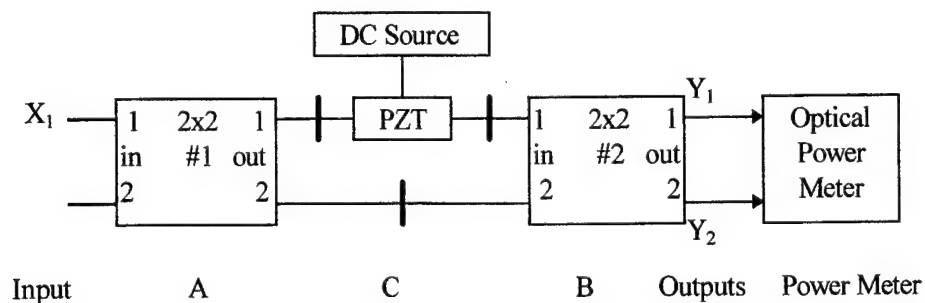 DC Source
X₁
1 2x2 1
in #1 out
2 2
PZT
1 2x2 1
in #2 out
2 2
Y₁
Y₂
Optical
Power
Meter
Input A C B Outputs Power Meter